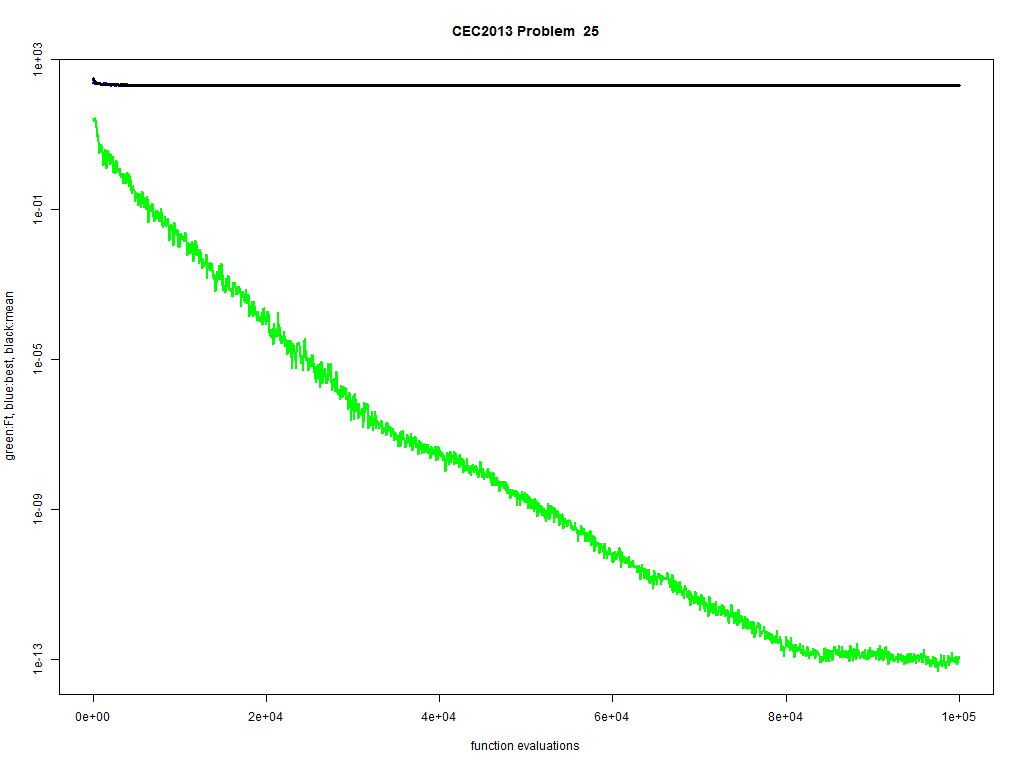 CEC2013 Problem  25
1e+03
1e-01
1e-05
1e-09
1e-13
green:Ft, blue:best, black:mean
0e+00 2e+04 4e+04 6e+04 8e+04 1e+05
function evaluations